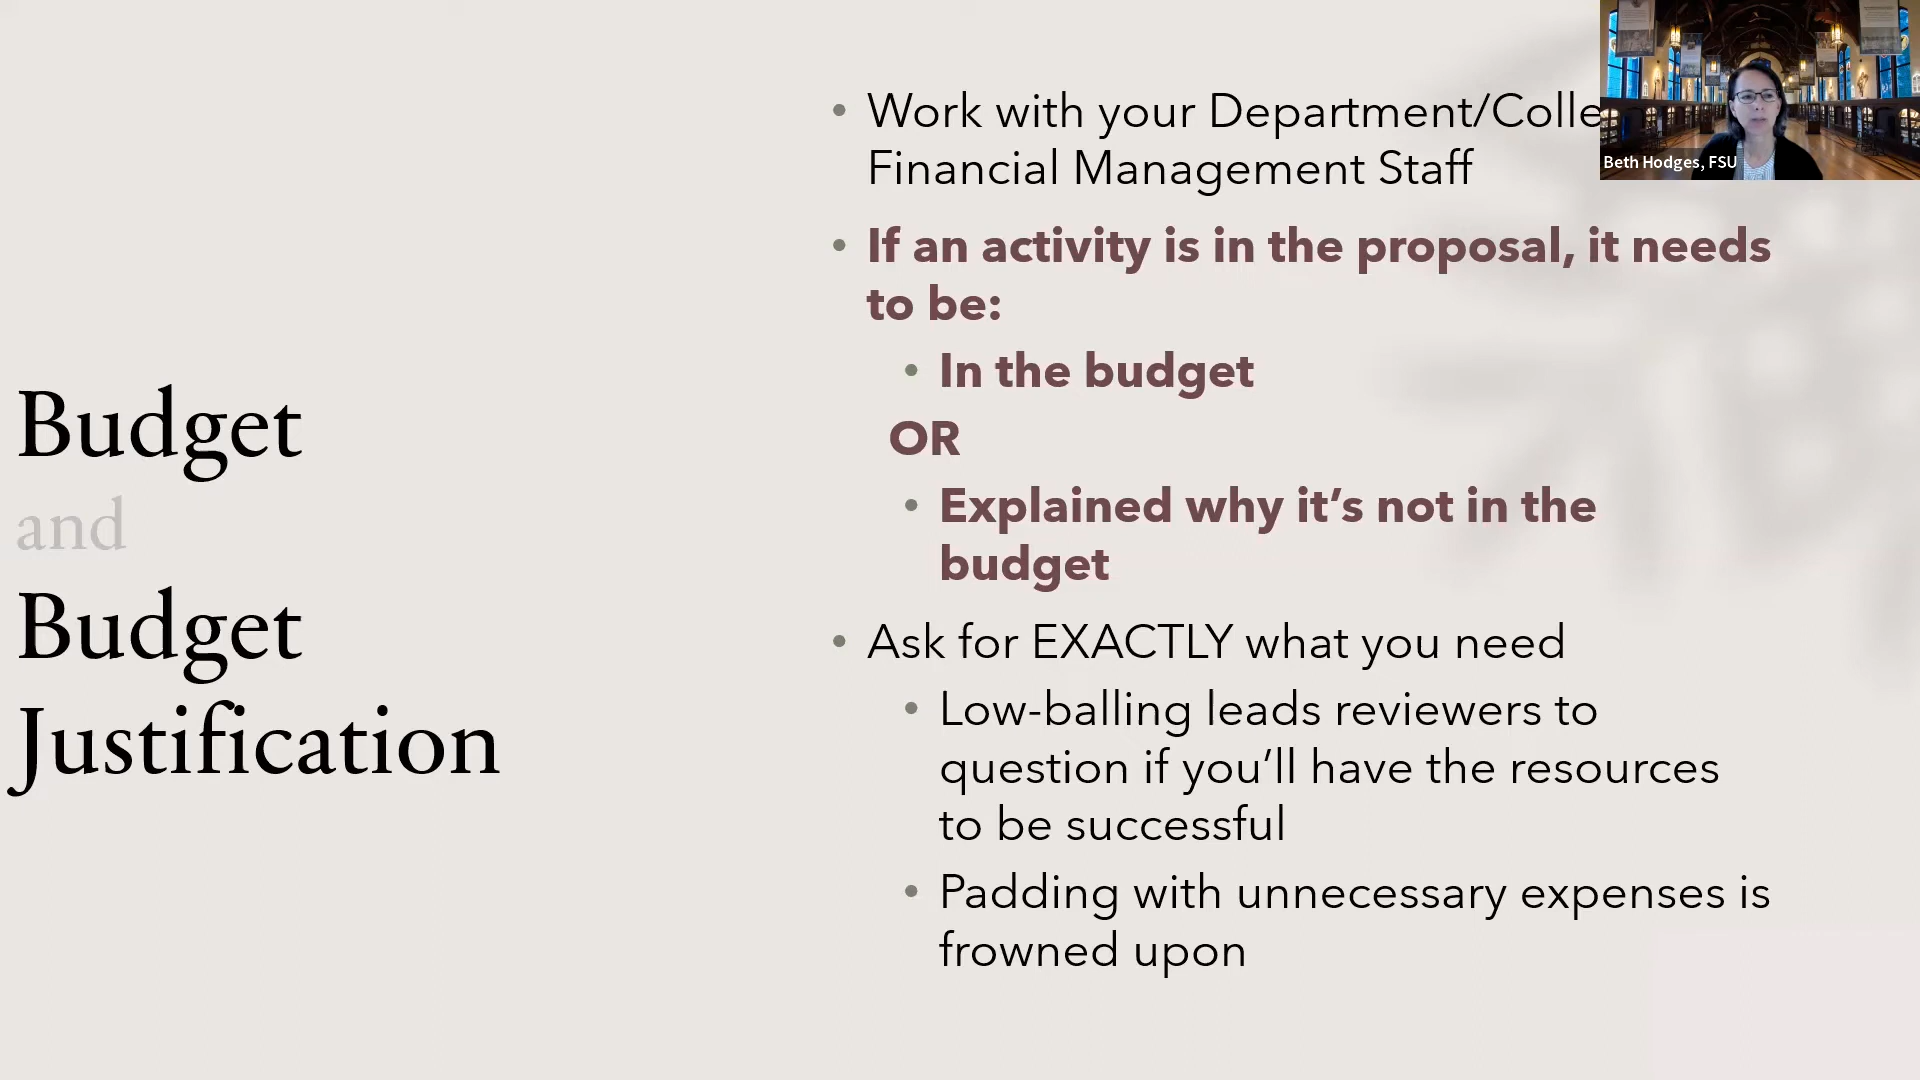 Budget
and
Budget
Justification
• Work with your Department/Colle
Financial Management Staff
• If an activity is in the proposal, it needs
to be:
• In the budget
OR
• Explained why it’s not in the
budget
• Ask for EXACTLY what you need
• Low-balling leads reviewers to
question if you’ll have the resources
to be successful
• Padding with unnecessary expenses is
frowned upon
Beth Hodges, FSU